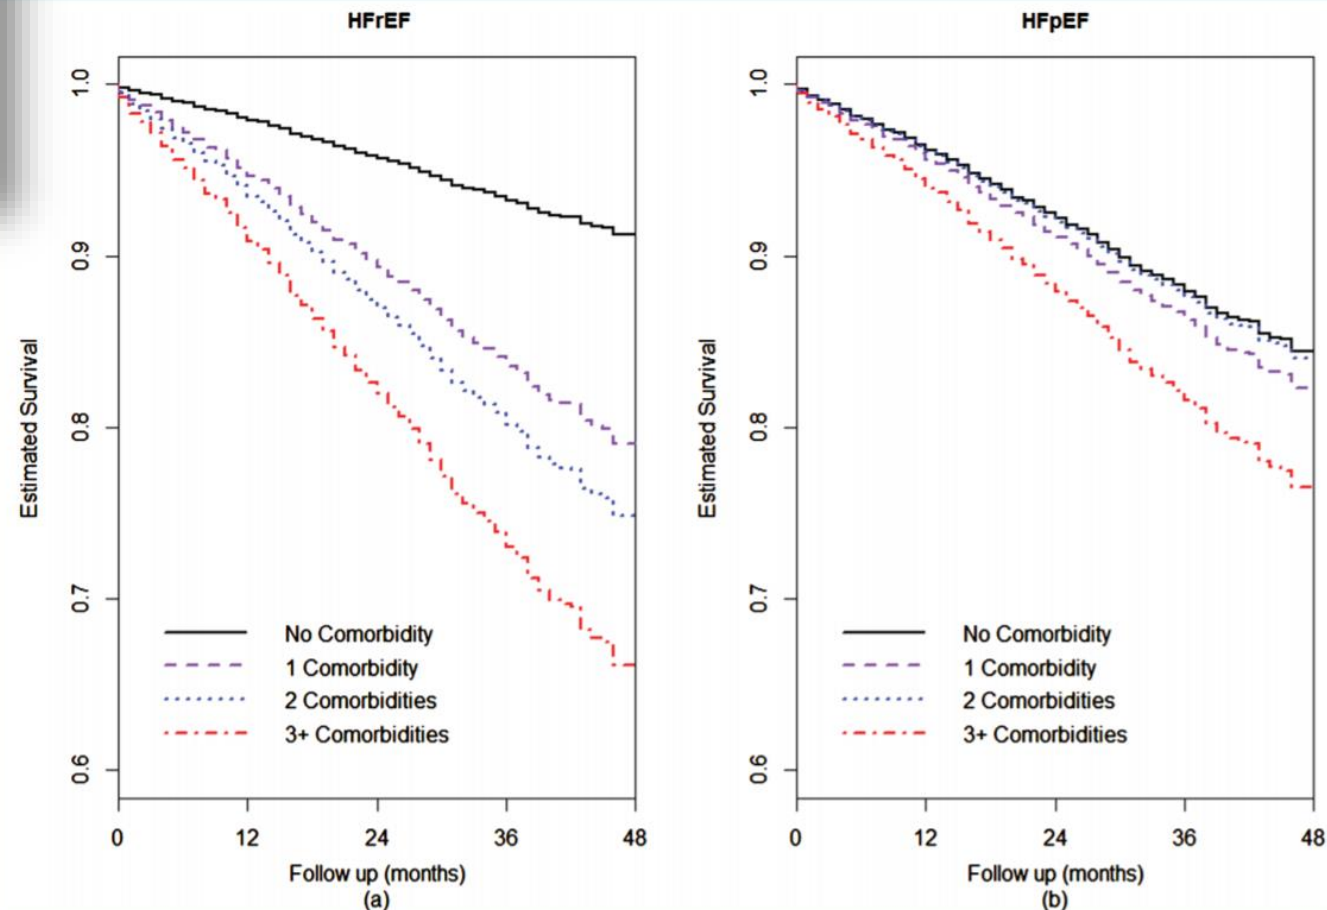 HFrEF
Estimated Survival
1.0
0.9
0.8
0.7
0.6
No Comorbidity
1 Comorbidity
2 Comorbidities
3+ Comorbidities
0 12 24 36 48
Follow up (months)
(a)
HFpEF
Estimated Survival
1.0
0.9
0.8
0.7
0.6
No Comorbidity
1 Comorbidity
2 Comorbidities
3+ Comorbidities
0 12 24 36 48
Follow up (months)
(b)